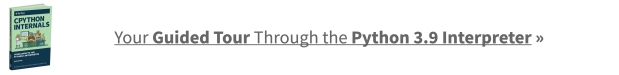 CPYTHON
INTERNALS
Your Guided Tour Through the Python 3.9 Interpreter »